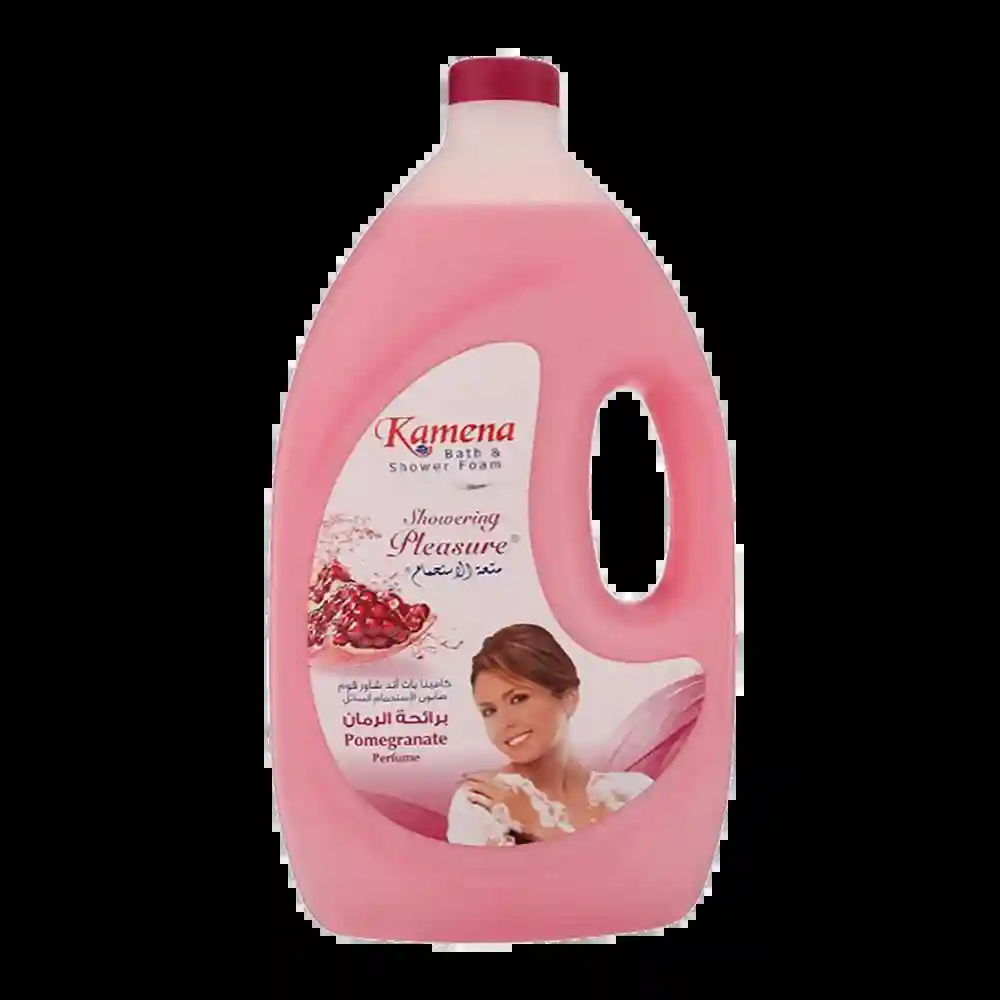 Kamena
Bath &
Shower Foam
Showering
Pleasure®
متعة الاستحمام®
كامينا باث أند شاور فوم
صابون الاستحمام السائل
برائحة الرمان
Pomegranate
Perfume